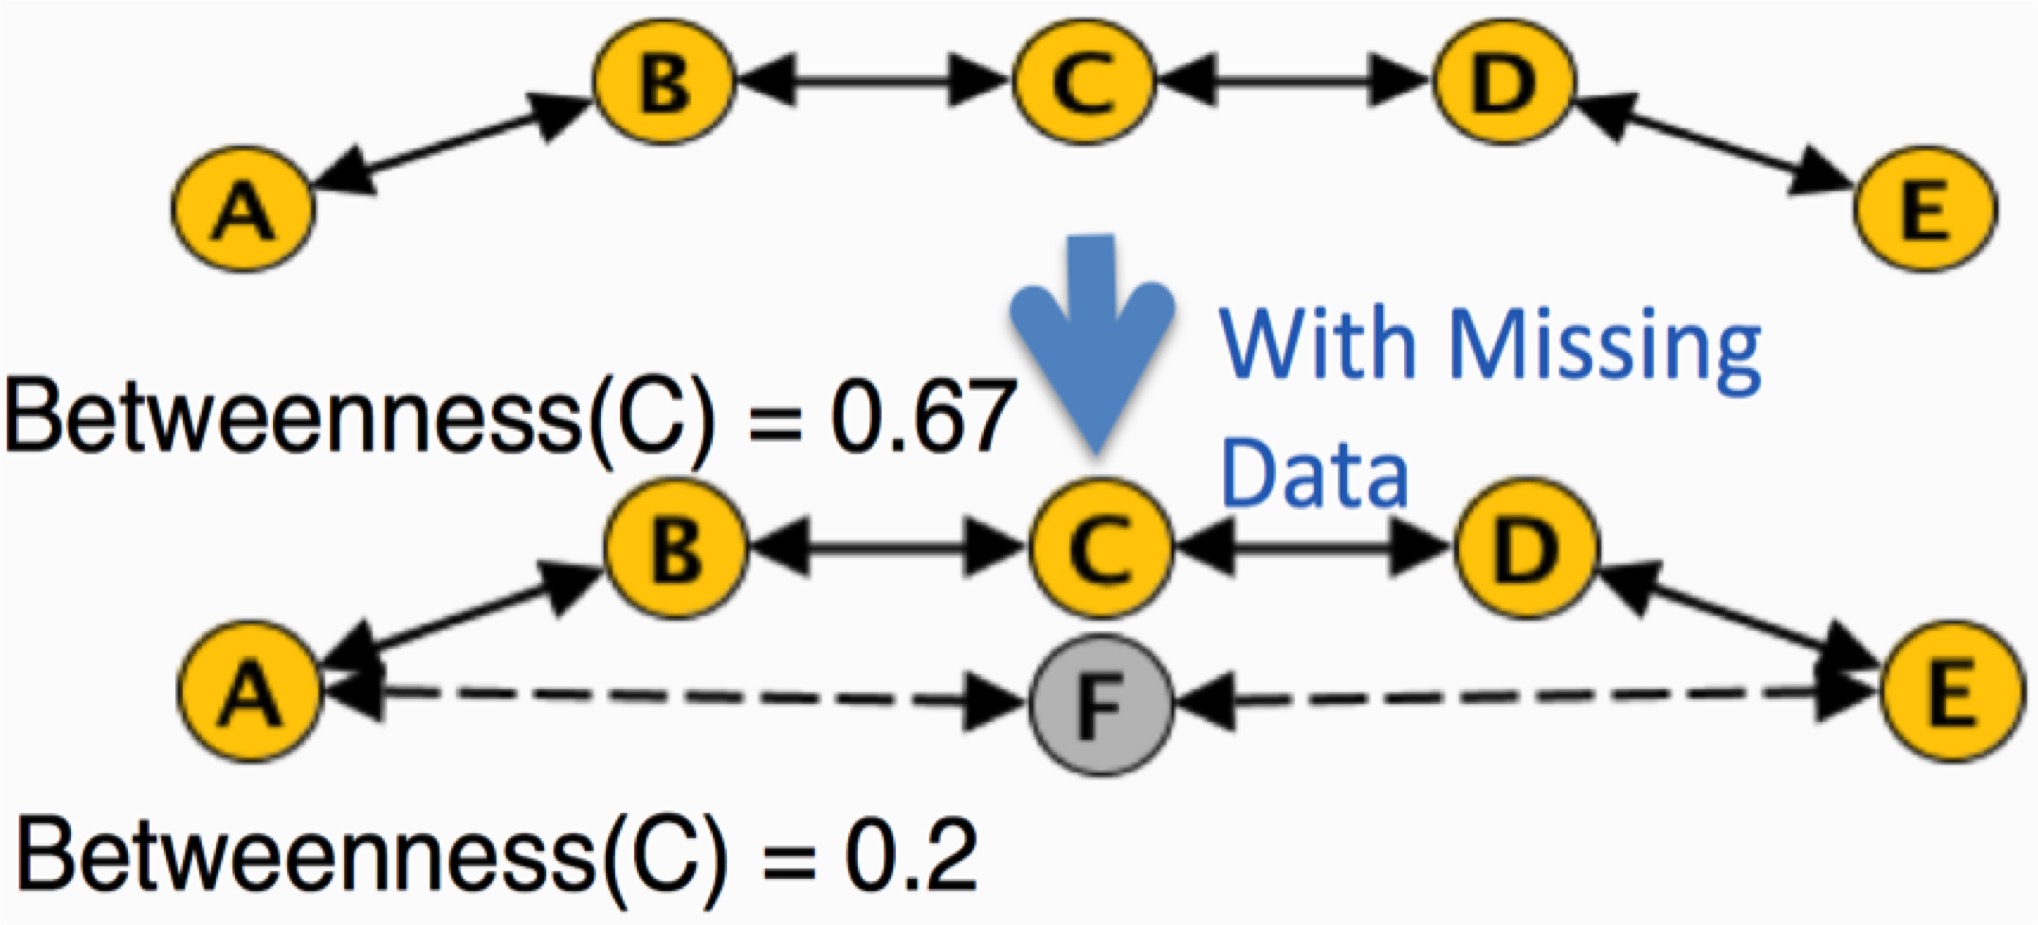 B C D
A E
With Missing
Betweenness(C) = 0.67
Data
B C D
A F E
Betweenness(C) = 0.2